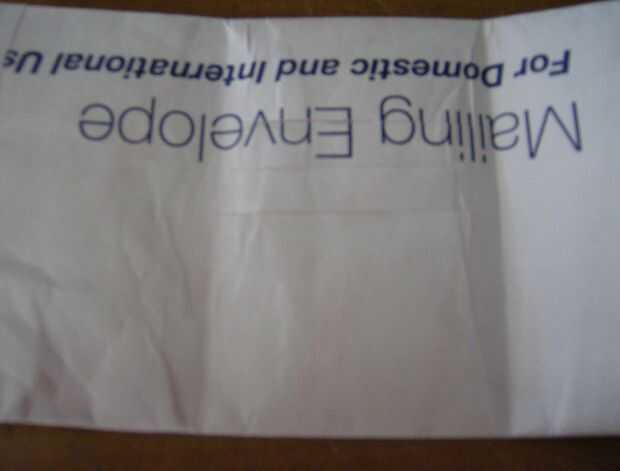 Mailing Envelope
For Domestic and International Us